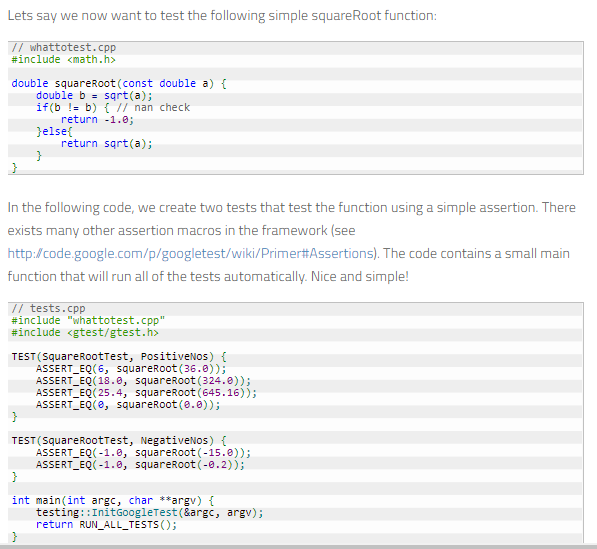 Lets say we now want to test the following simple squareRoot function:
// whattotest.cpp
#include <math.h>
double squareRoot(const double a) {
    double b = sqrt(a);
    if(b != b) { // nan check
        return -1.0;
    }else{
        return sqrt(a);
    }
}
In the following code, we create two tests that test the function using a simple assertion. There
exists many other assertion macros in the framework (see
http://code.google.com/p/googletest/wiki/Primer#Assertions). The code contains a small main
function that will run all of the tests automatically. Nice and simple!
// tests.cpp
#include "whattotest.cpp"
#include <gtest/gtest.h>
TEST(SquareRootTest, PositiveNos) {
    ASSERT_EQ(6, squareRoot(36.0));
    ASSERT_EQ(18.0, squareRoot(324.0));
    ASSERT_EQ(25.4, squareRoot(645.16));
    ASSERT_EQ(0, squareRoot(0.0));
}
TEST(SquareRootTest, NegativeNos) {
    ASSERT_EQ(-1.0, squareRoot(-15.0));
    ASSERT_EQ(-1.0, squareRoot(-0.2));
}
int main(int argc, char **argv) {
    testing::InitGoogleTest(&argc, argv);
    return RUN_ALL_TESTS();
}